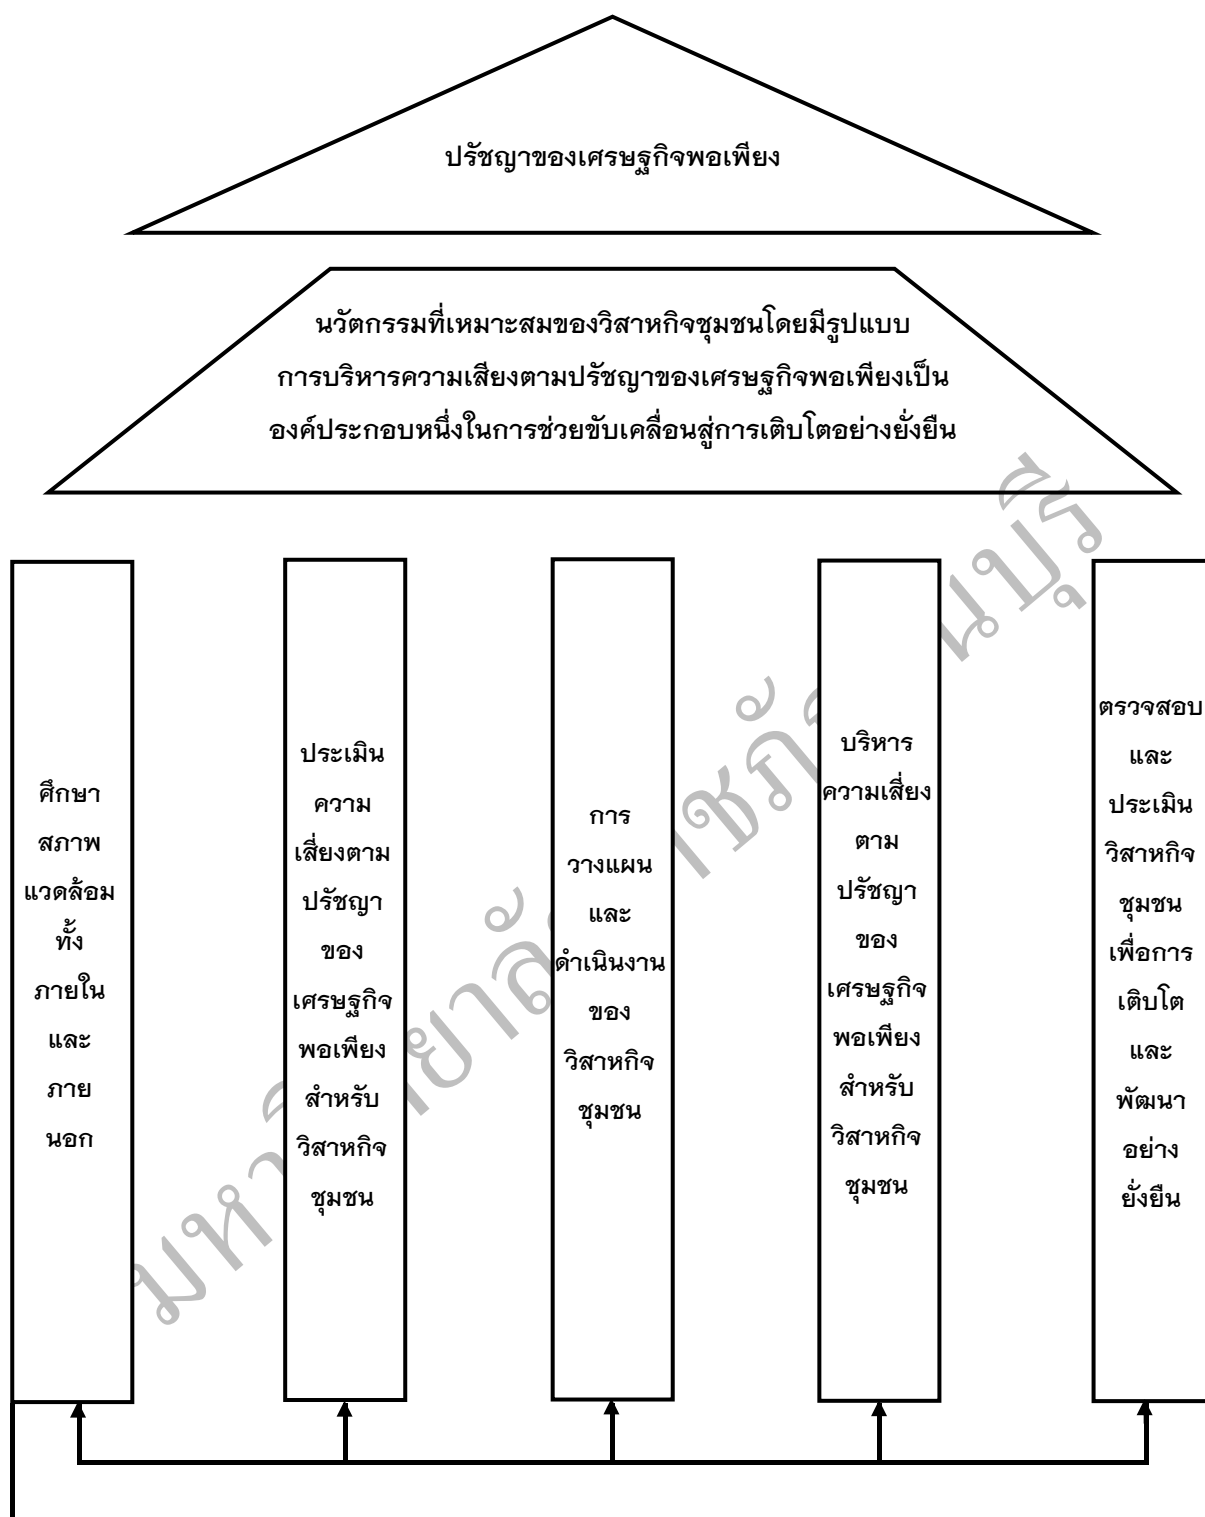 ปรัชญาของเศรษฐกิจพอเพียง
นวัตกรรมที่เหมาะสมของวิสาหกิจชุมชนโดยมีรูปแบบ
การบริหารความเสียงตามปรัชญาของเศรษฐกิจพอเพียงเป็น
องค์ประกอบหนึ่งในการช่วยขับเคลื่อนสู่การเติบโตอย่างยั่งยืน
ศึกษา
สภาพ
แวดล้อม
ทั้ง
ภายใน
และ
ภาย
นอก
ประเมิน
ความ
เสี่ยงตาม
ปรัชญา
ของ
เศรษฐกิจ
พอเพียง
สำหรับ
วิสาหกิจ
ชุมชน
การ
วางแผน
และ
ดำเนินงาน
ของ
วิสาหกิจ
ชุมชน
บริหาร
ความเสี่ยง
ตาม
ปรัชญา
ของ
เศรษฐกิจ
พอเพียง
สำหรับ
วิสาหกิจ
ชุมชน
ตรวจสอบ
และ
ประเมิน
วิสาหกิจ
ชุมชน
เพื่อการ
เติบโต
และ
พัฒนา
อย่าง
ยั่งยืน